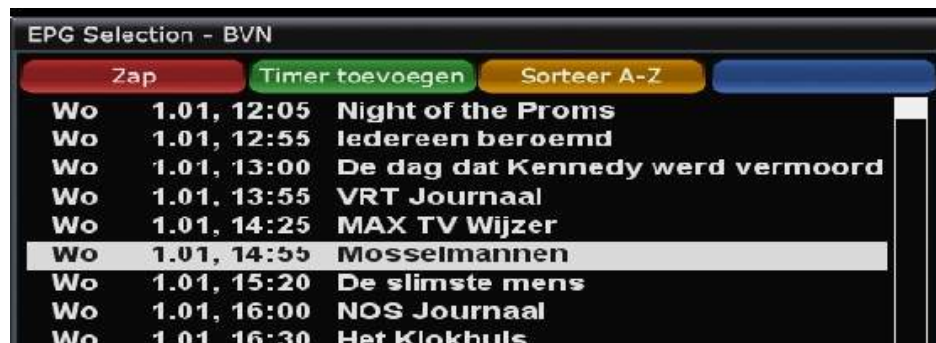 EPG Selection - BVN
Zap Timer toevoegen Sorteer A-Z
Wo 1.01, 12:05 Night of the Proms
Wo 1.01, 12:55 Iedereen beroemd
Wo 1.01, 13:00 De dag dat Kennedy werd vermoord
Wo 1.01, 13:55 VRT Journaal
Wo 1.01, 14:25 MAX TV Wijzer
Wo 1.01, 14:55 Mosselmannen
Wo 1.01, 15:20 De slimste mens
Wo 1.01, 16:00 NOS Journaal
Wo 1.01, 16:30 Het Klokhuis